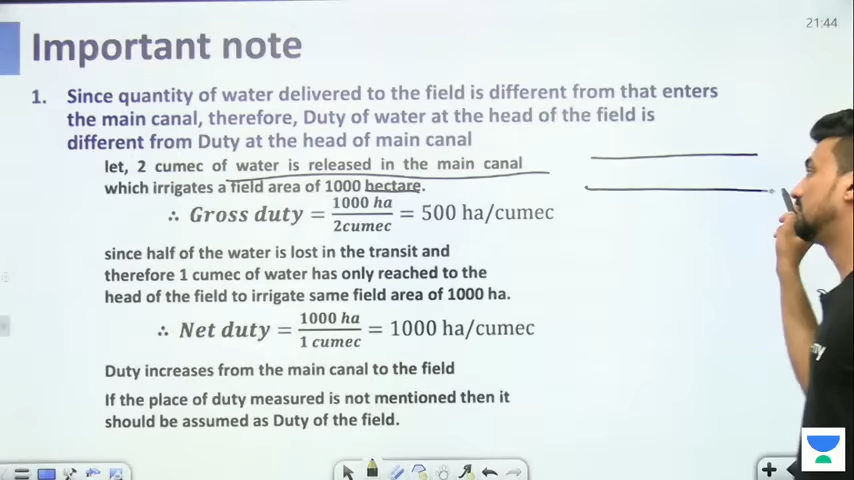 21:44
Important note
1. Since quantity of water delivered to the field is different from that enters
the main canal, therefore, Duty of water at the head of the field is
different from Duty at the head of main canal
let, 2 cumec of water is released in the main canal
which irrigates a field area of 1000 hectare.
∴ Gross duty = 1000 ha / 2cumec = 500 ha/cumec
since half of the water is lost in the transit and
therefore 1 cumec of water has only reached to the
head of the field to irrigate same field area of 1000 ha.
∴ Net duty = 1000 ha / 1 cumec = 1000 ha/cumec
Duty increases from the main canal to the field
If the place of duty measured is not mentioned then it
should be assumed as Duty of the field.